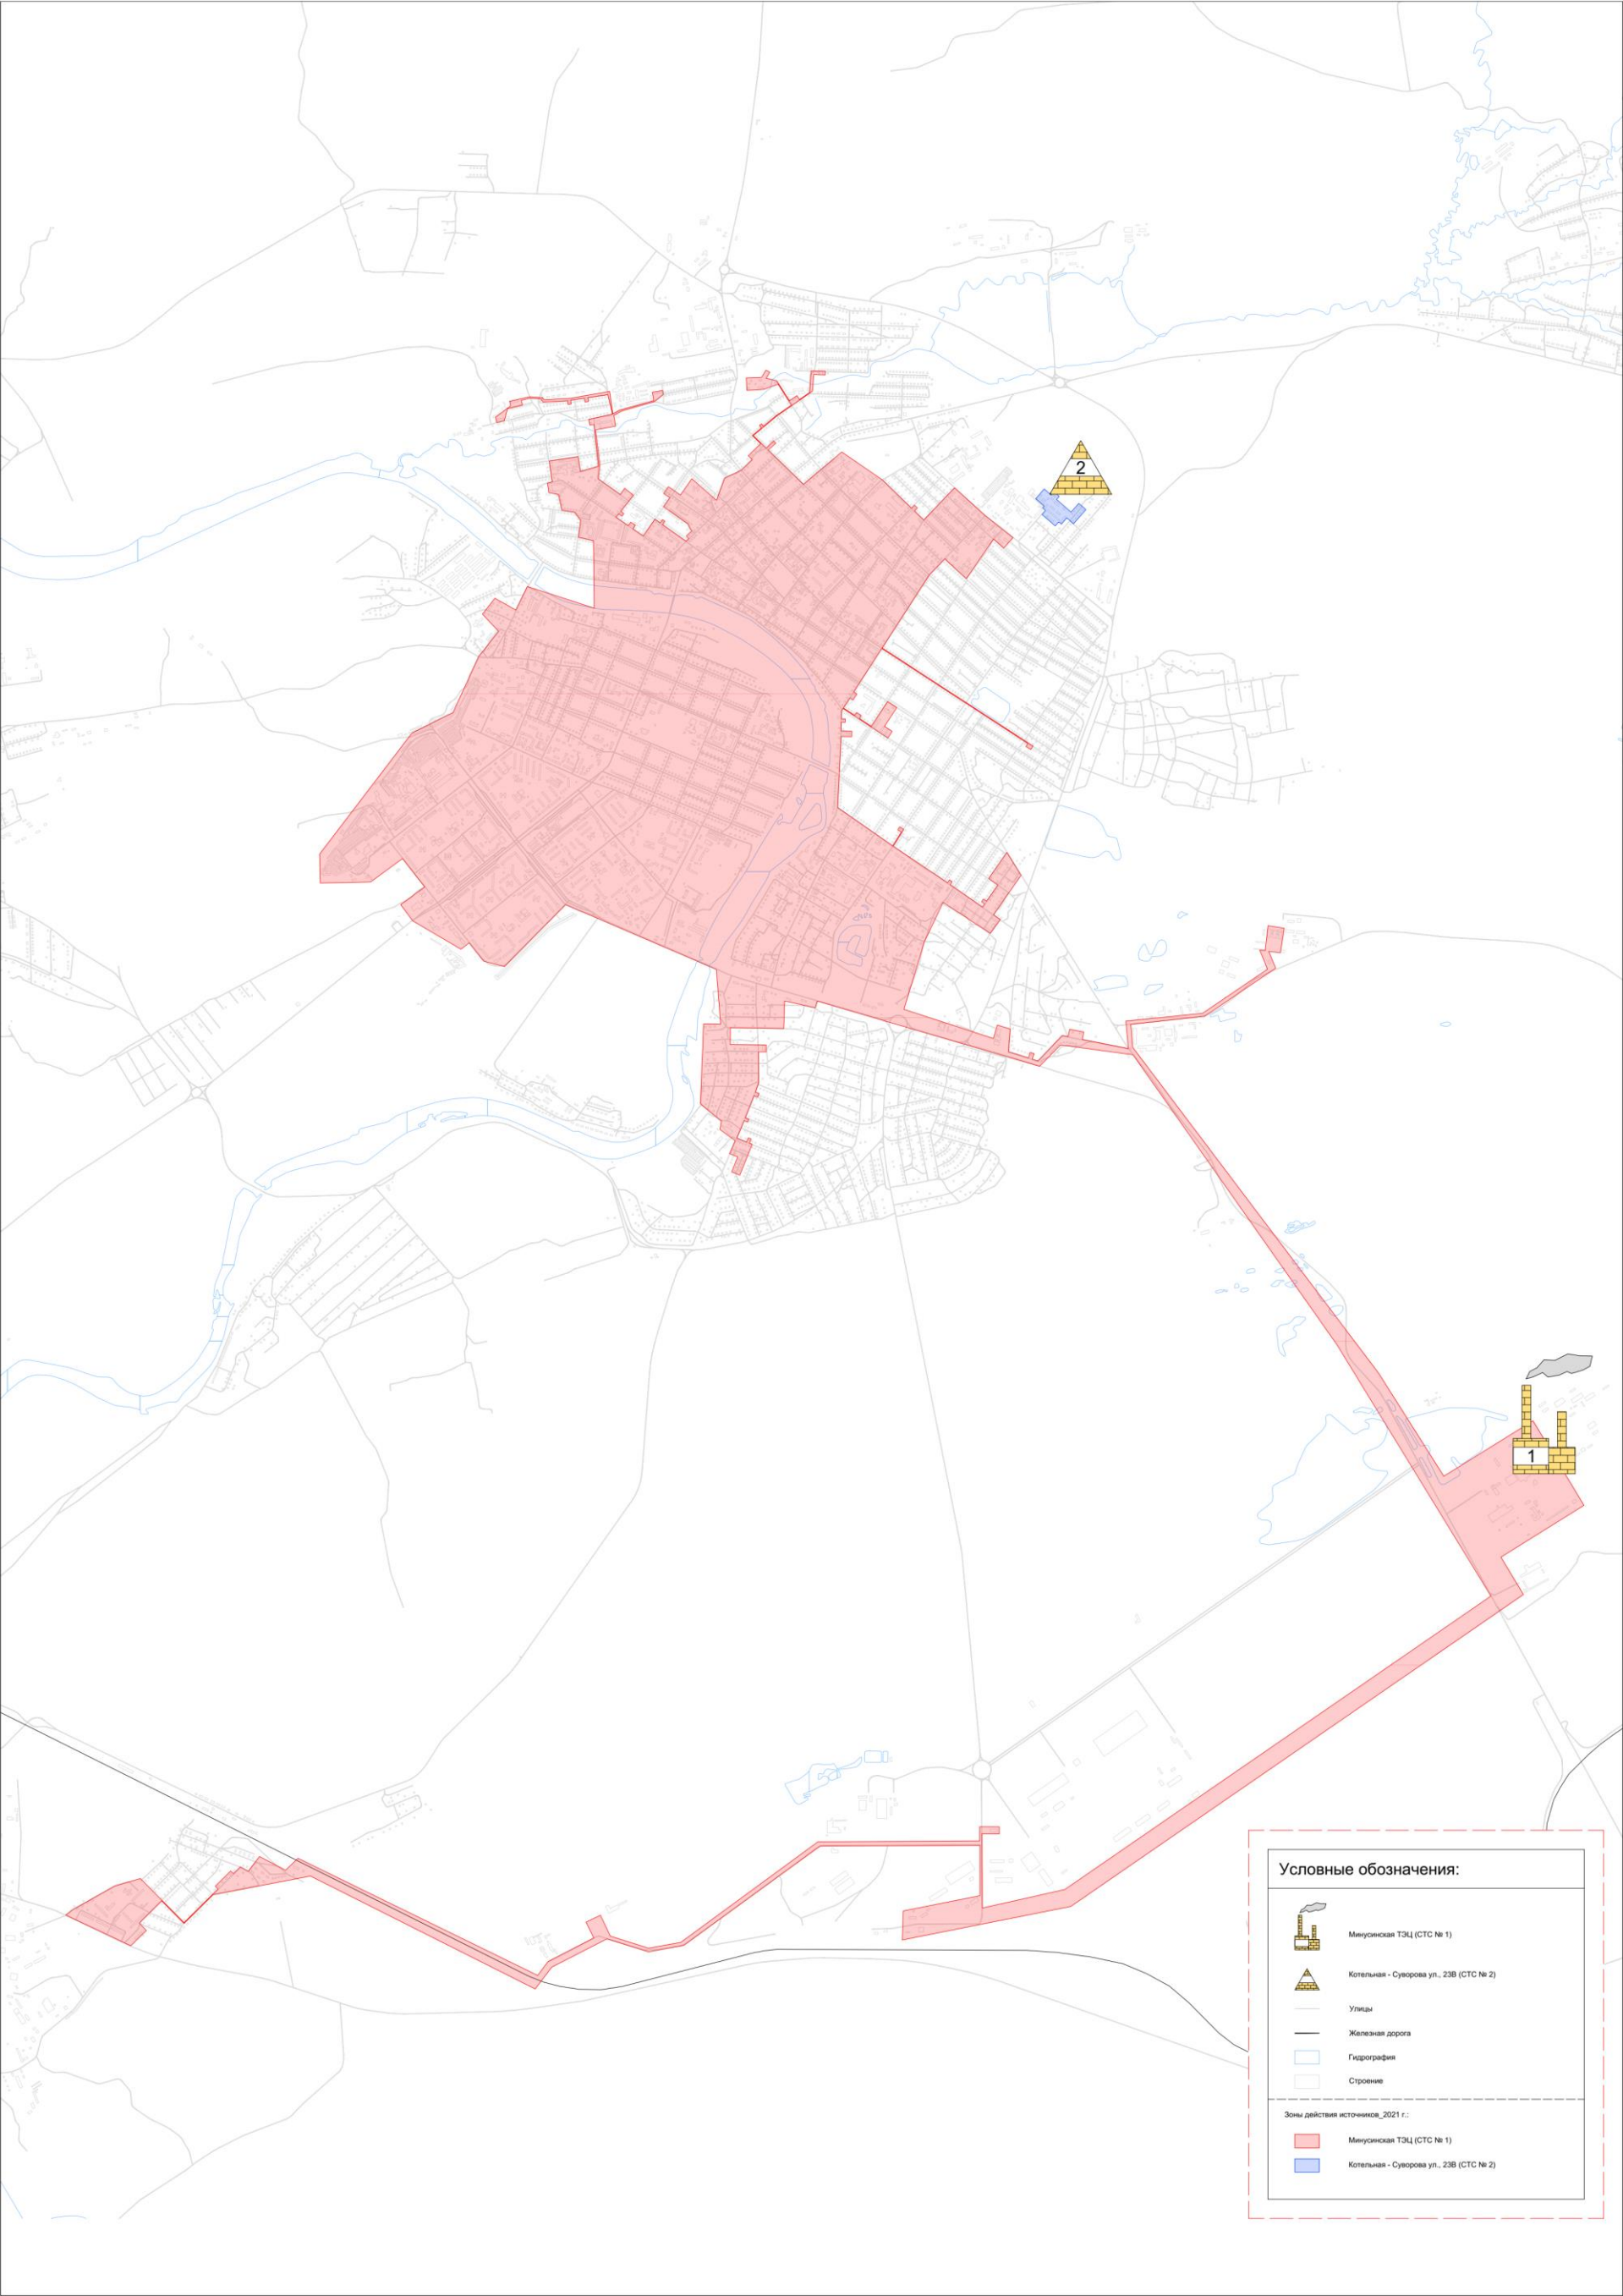 2
1
Условные обозначения:
Минусинская ТЭЦ (СТС № 1)
Котельная - Суворова ул., 23В (СТС № 2)
Улицы
Железная дорога
Гидрография
Строение
Зоны действия источников_2021 г.:
Минусинская ТЭЦ (СТС № 1)
Котельная - Суворова ул., 23В (СТС № 2)